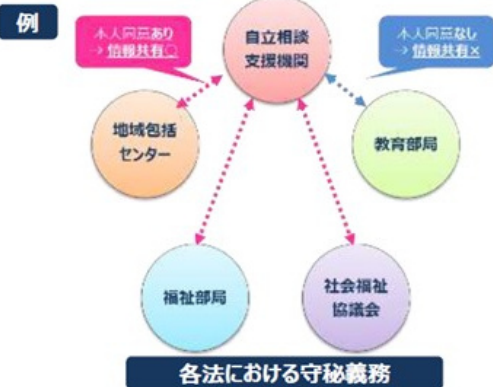 例
本人同意あり
→ 情報共有○
自立相談
支援機関
本人同意なし
→ 情報共有×
地域包括
センター
教育部局
福祉部局
社会福祉
協議会
各法における守秘義務